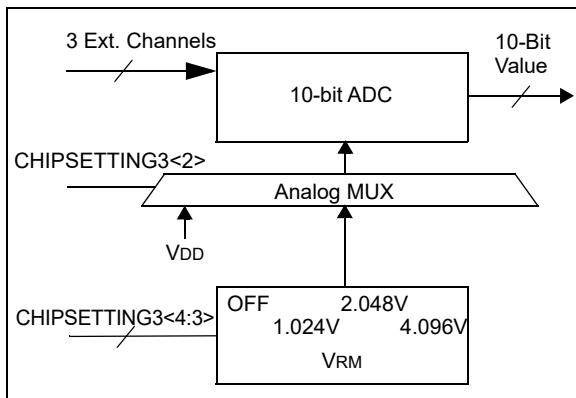 3 Ext. Channels
10-Bit
Value
10-bit ADC
CHIPSETTING3<2>
Analog MUX
VDD
CHIPSETTING3<4:3>
OFF 2.048V
1.024V 4.096V
VRM